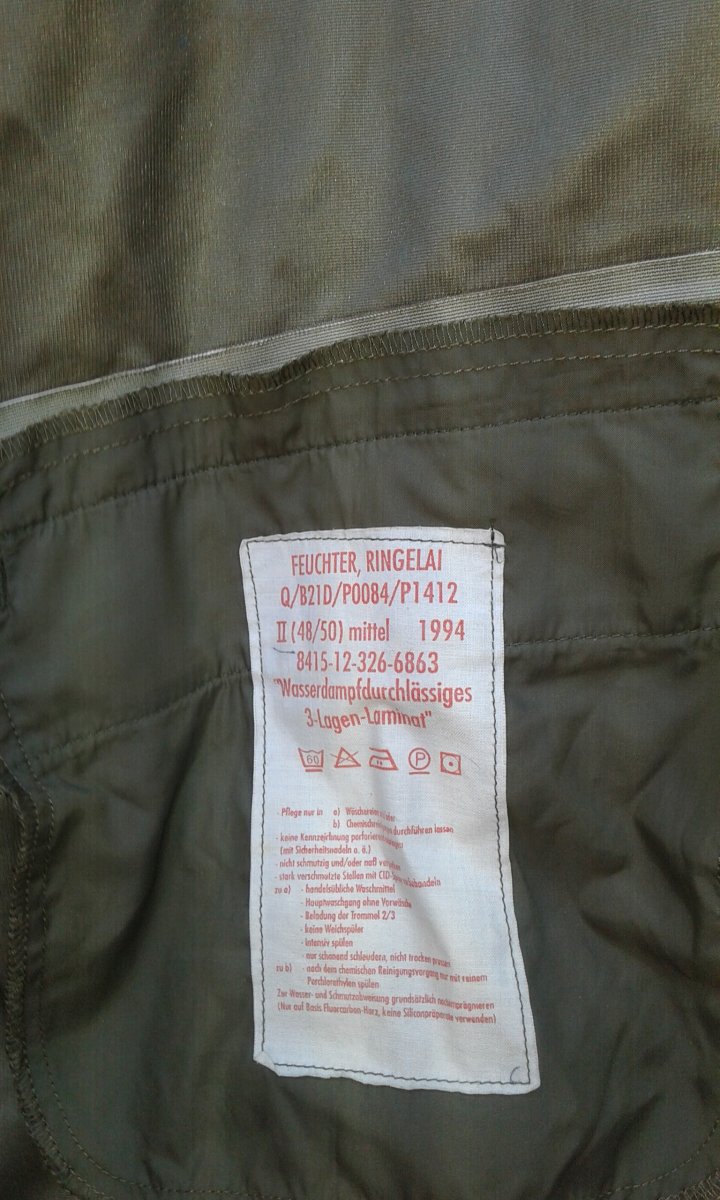 FEUCHTER, RINGELAI
Q/B21D/P0084/P1412
II (48/50) mittel 1994
8415-12-326-6863
"Wasserdampfdurchlässiges
3-Lagen-Laminat"
60 P
- Pflege nur in a) Wäschereien
b) durchführen lassen
- keine Kennzeichnung
(mit Sicherheitsnadeln o. ä.)
- nicht schmutzig und/oder naß
- stark verschmutzte Stellen mit
zu a) - handelsübliche Waschmittel
- Hauptwaschgang ohne Vorwäsche
- Beladung der Trommel 2/3
- keine Weichspüler
- intensiv spülen
- nur schonend schleudern, nicht trocken pressen
zu b) - nach dem chemischen Reinigungsvorgang nur mit reinem
Perchlorethylen spülen
Zur Wasser- und Schmutzabweisung grundsätzlich nachimprägnieren
(Nur auf Basis Fluorcarbon-Harz, keine Siliconpräparate verwenden)